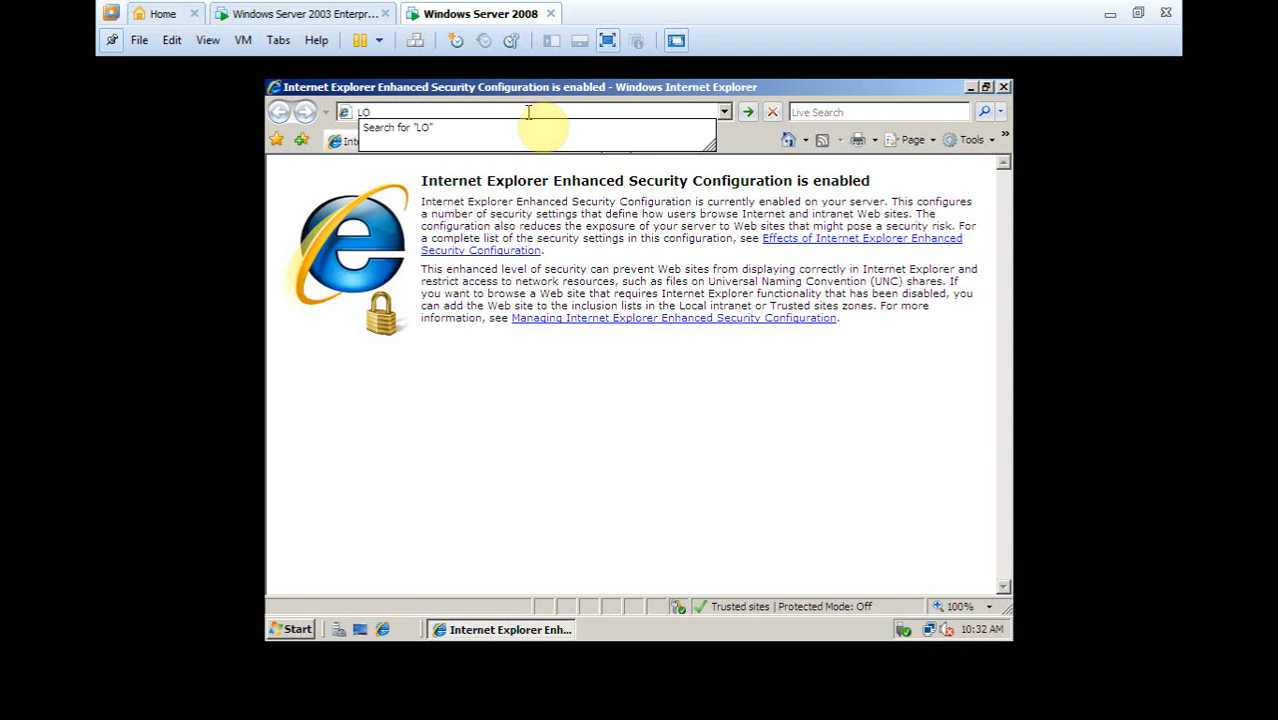 Home
Windows Server 2003 Enterpr...
Windows Server 2008
File Edit View VM Tabs Help
Internet Explorer Enhanced Security Configuration is enabled - Windows Internet Explorer
LO
Live Search
Search for "LO"
Int
Page
Tools
Internet Explorer Enhanced Security Configuration is enabled
Internet Explorer Enhanced Security Configuration is currently enabled on your server. This configures
a number of security settings that define how users browse Internet and intranet Web sites. The
configuration also reduces the exposure of your server to Web sites that might pose a security risk. For
a complete list of the security settings in this configuration, see Effects of Internet Explorer Enhanced
Security Configuration.
This enhanced level of security can prevent Web sites from displaying correctly in Internet Explorer and
restrict access to network resources, such as files on Universal Naming Convention (UNC) shares. If
you want to browse a Web site that requires Internet Explorer functionality that has been disabled, you
can add the Web site to the inclusion lists in the Local intranet or Trusted sites zones. For more
information, see Managing Internet Explorer Enhanced Security Configuration.
Trusted sites | Protected Mode: Off
100%
Start
Internet Explorer Enh...
10:32 AM